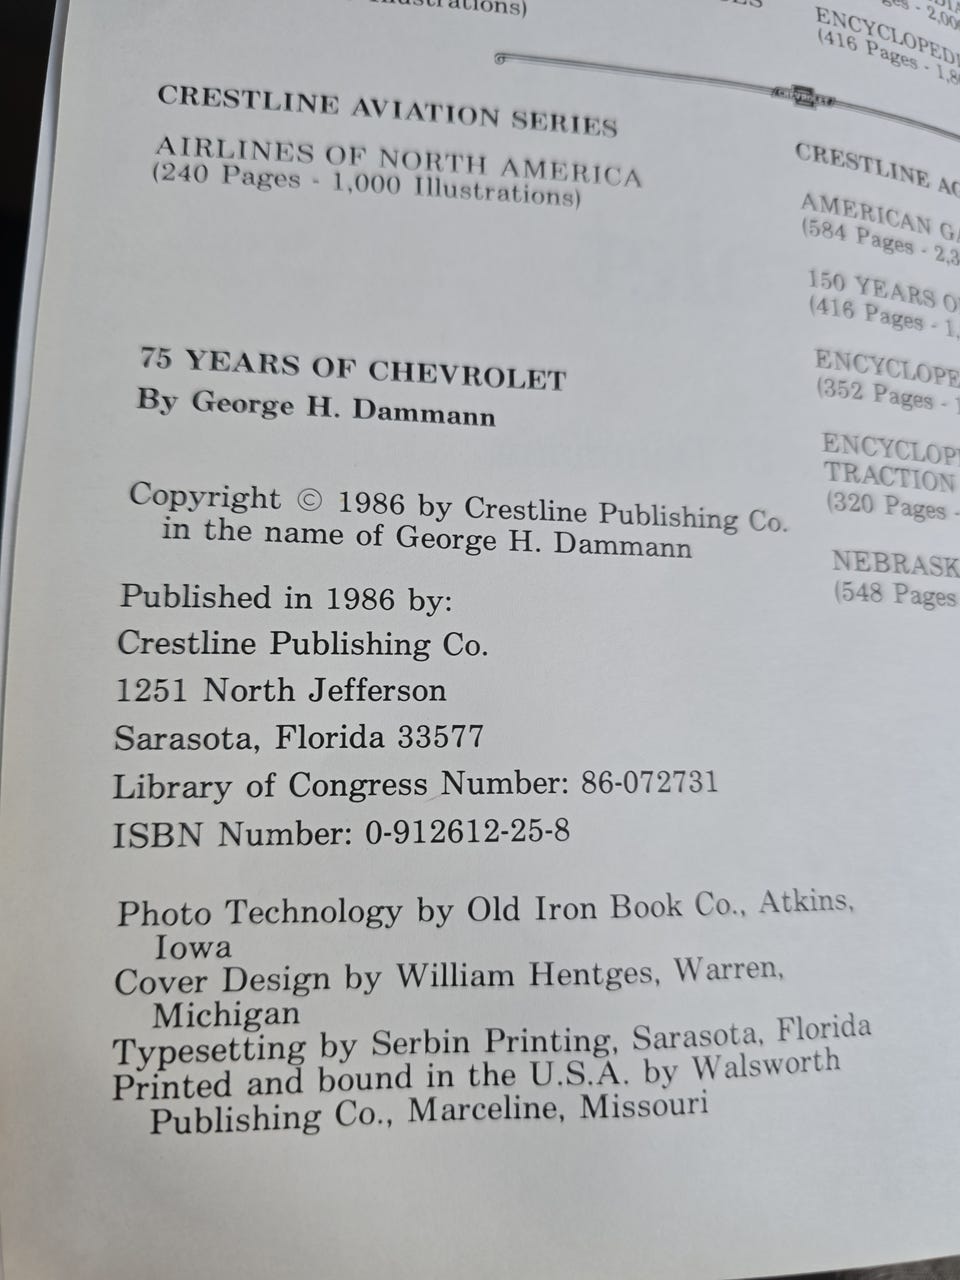 CRESTLINE AVIATION SERIES
AIRLINES OF NORTH AMERICA
(240 Pages - 1,000 Illustrations)
75 YEARS OF CHEVROLET
By George H. Dammann
Copyright © 1986 by Crestline Publishing Co.
in the name of George H. Dammann
Published in 1986 by:
Crestline Publishing Co.
1251 North Jefferson
Sarasota, Florida 33577
Library of Congress Number: 86-072731
ISBN Number: 0-912612-25-8
Photo Technology by Old Iron Book Co., Atkins,
Iowa
Cover Design by William Hentges, Warren,
Michigan
Typesetting by Serbin Printing, Sarasota, Florida
Printed and bound in the U.S.A. by Walsworth
Publishing Co., Marceline, Missouri
(416 Pages -
CHEVROLET
CRESTLINE
AMERICAN
(584 Pages -
150 YEARS
(416 Pages -
(352 Pages -
TRACTION
(320 Pages -
(548 Pages